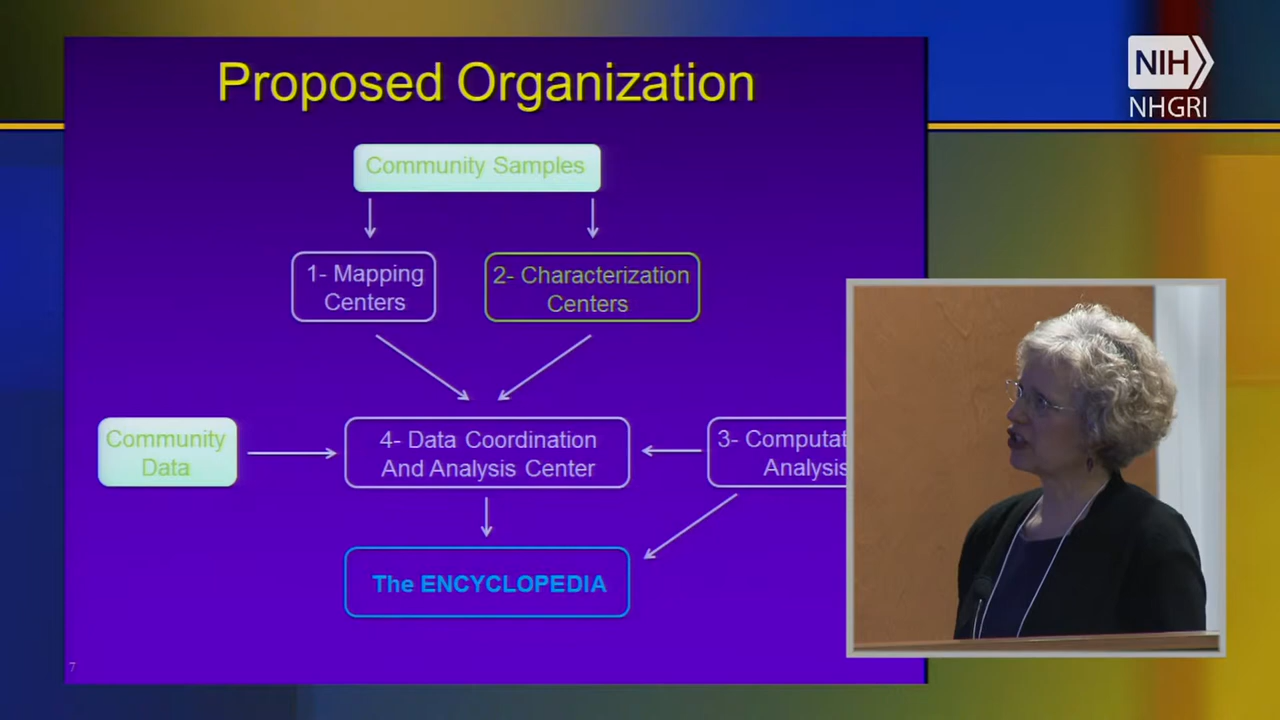 Proposed Organization
NIH
NHGRI
Community Samples
1- Mapping
Centers
2- Characterization
Centers
Community
Data
4- Data Coordination
And Analysis Center
3-
Analysis
The ENCYCLOPEDIA
7